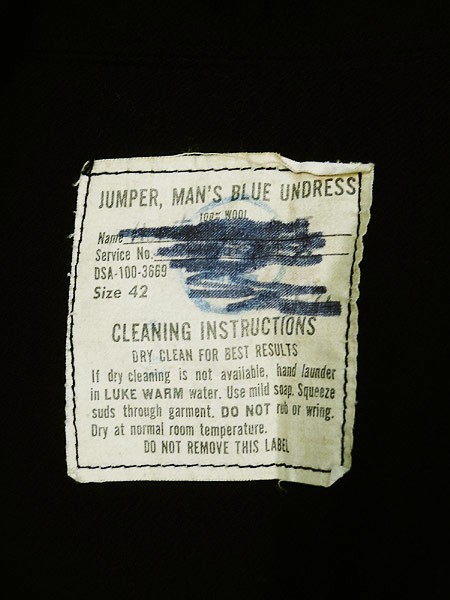 JUMPER, MAN'S BLUE UNDRESS
100% WOOL
Name
Service No.
DSA-100-3669
Size 42
CLEANING INSTRUCTIONS
DRY CLEAN FOR BEST RESULTS
If dry cleaning is not available, hand launder
in LUKE WARM water. Use mild soap. Squeeze
suds through garment. DO NOT rub or wring.
Dry at normal room temperature.
DO NOT REMOVE THIS LABEL